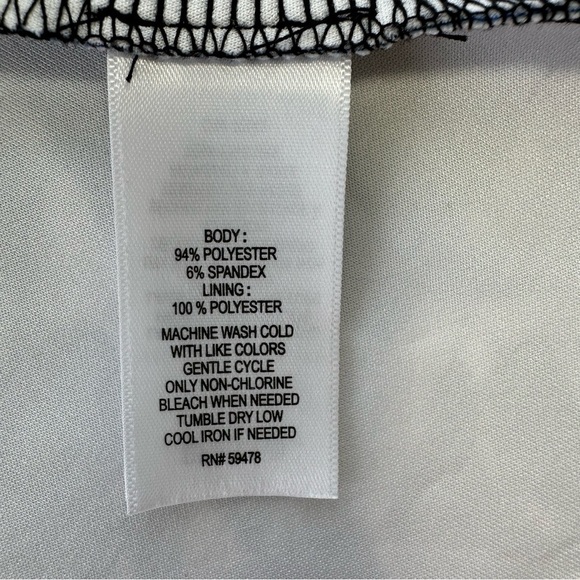 BODY :
94% POLYESTER
6% SPANDEX
LINING :
100 % POLYESTER
MACHINE WASH COLD
WITH LIKE COLORS
GENTLE CYCLE
ONLY NON-CHLORINE
BLEACH WHEN NEEDED
TUMBLE DRY LOW
COOL IRON IF NEEDED
RN# 59478